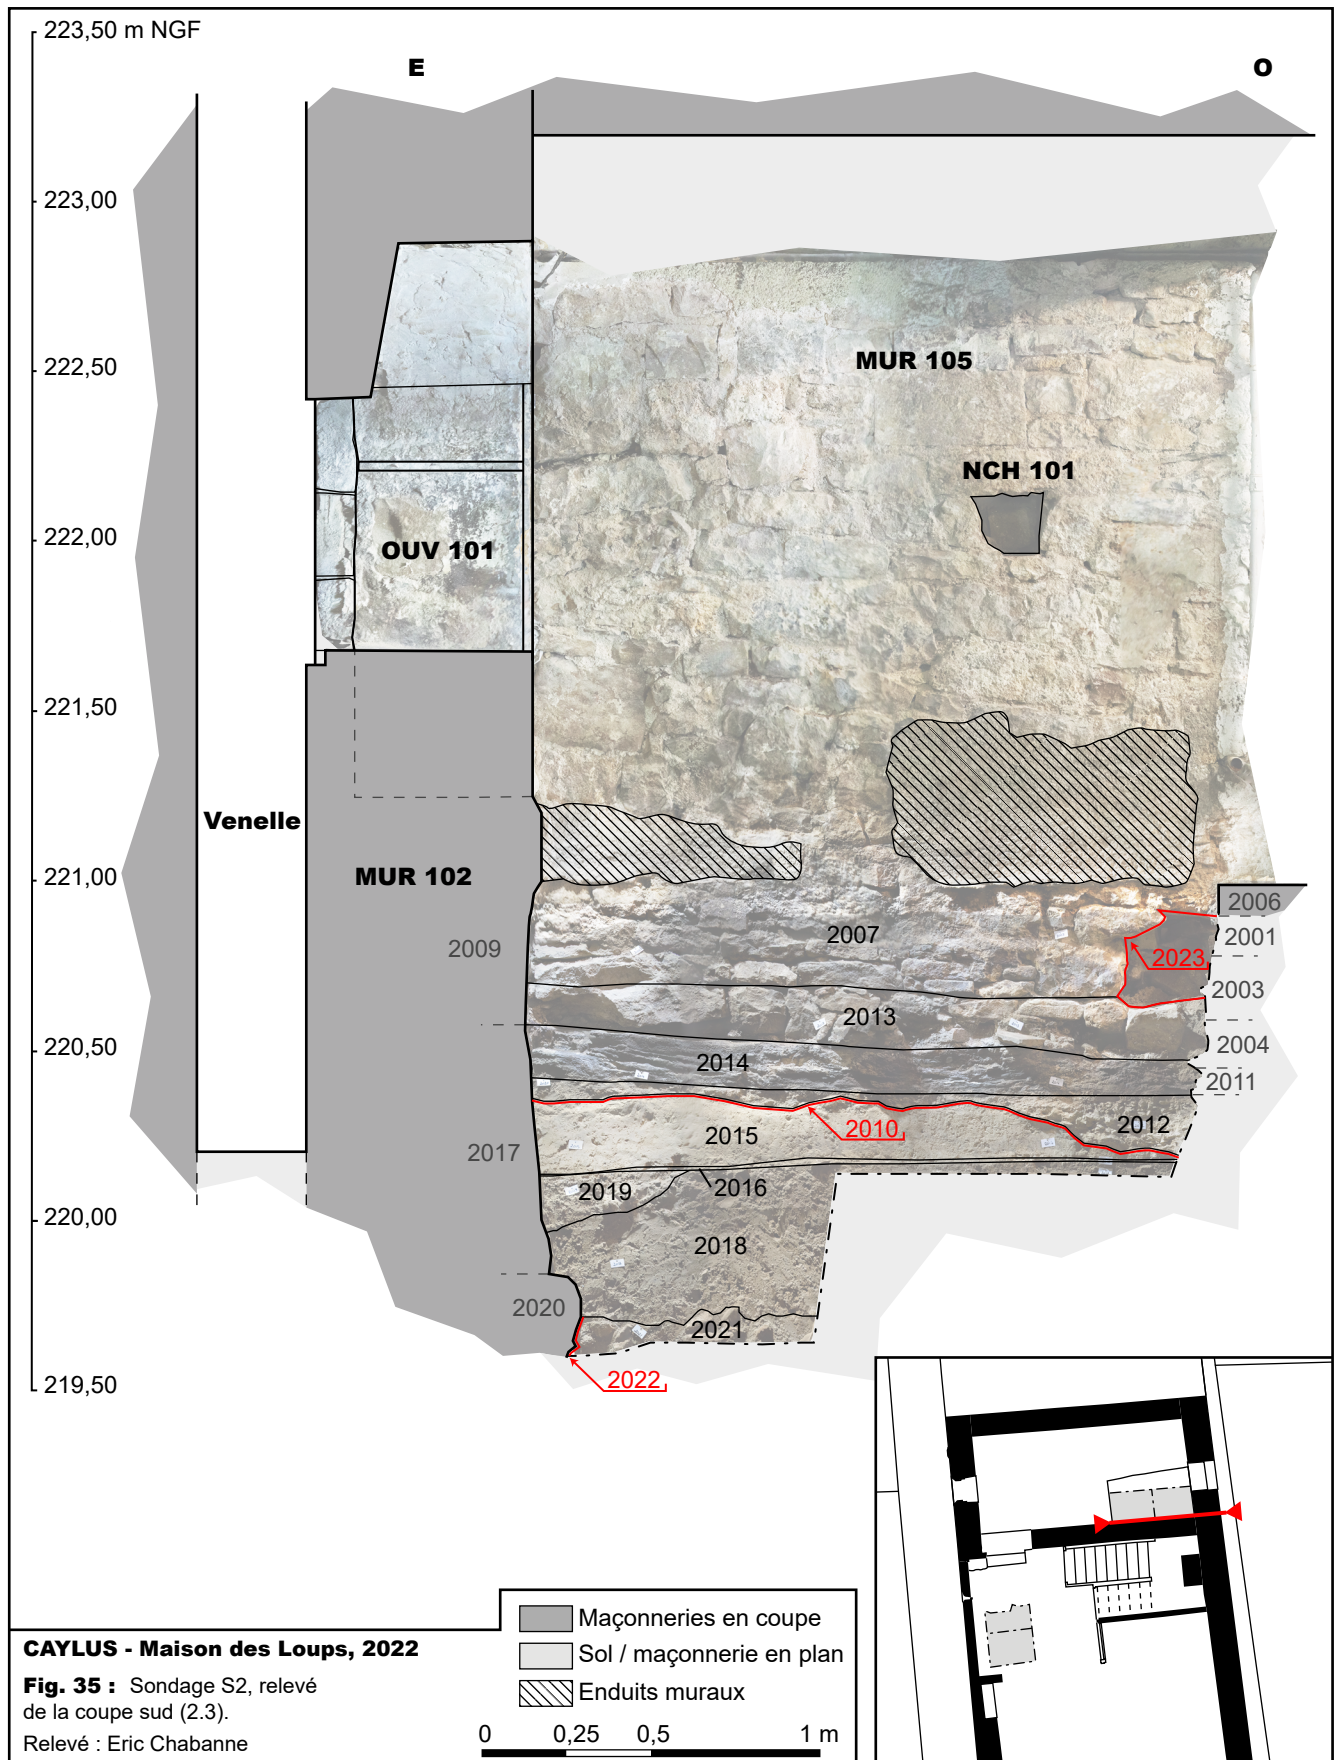 223,50 m NGF
E
O
223,00
222,50
MUR 105
NCH 101
222,00
OUV 101
221,50
Venelle
221,00
MUR 102
2006
2007
2001
2009
2023
2003
2013
220,50
2004
2014
2011
2012
2010
2015
2017
2016
2019
220,00
2018
2020
2021
2022
219,50
Maçonneries en coupe
Sol / maçonnerie en plan
Enduits muraux
0 0,25 0,5 1 m
CAYLUS - Maison des Loups, 2022
Fig. 35 : Sondage S2, relevé
de la coupe sud (2.3).
Relevé : Eric Chabanne